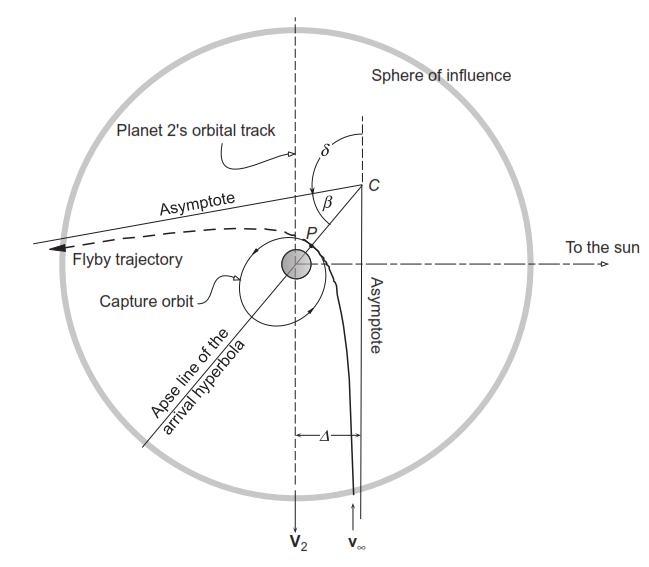 Sphere of influence
Planet 2's orbital track
δ
C
Asymptote
β
P
To the sun
Flyby trajectory
Asymptote
Capture orbit
Apse line of the
arrival hyperbola
Δ
V₂
v∞